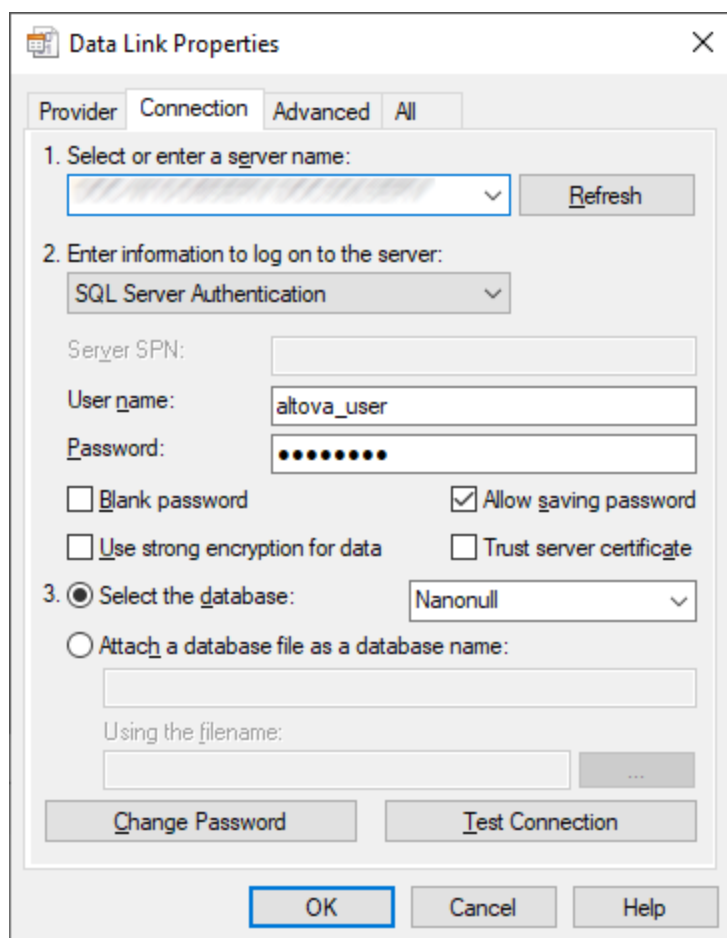 Data Link Properties
Provider Connection Advanced All
1. Select or enter a server name:
Refresh
2. Enter information to log on to the server:
SQL Server Authentication
Server SPN:
User name: altova_user
Password: ●●●●●●●●
Blank password Allow saving password
Use strong encryption for data Trust server certificate
3. Select the database: Nanonull
Attach a database file as a database name:
Using the filename:
...
Change Password Test Connection
OK Cancel Help